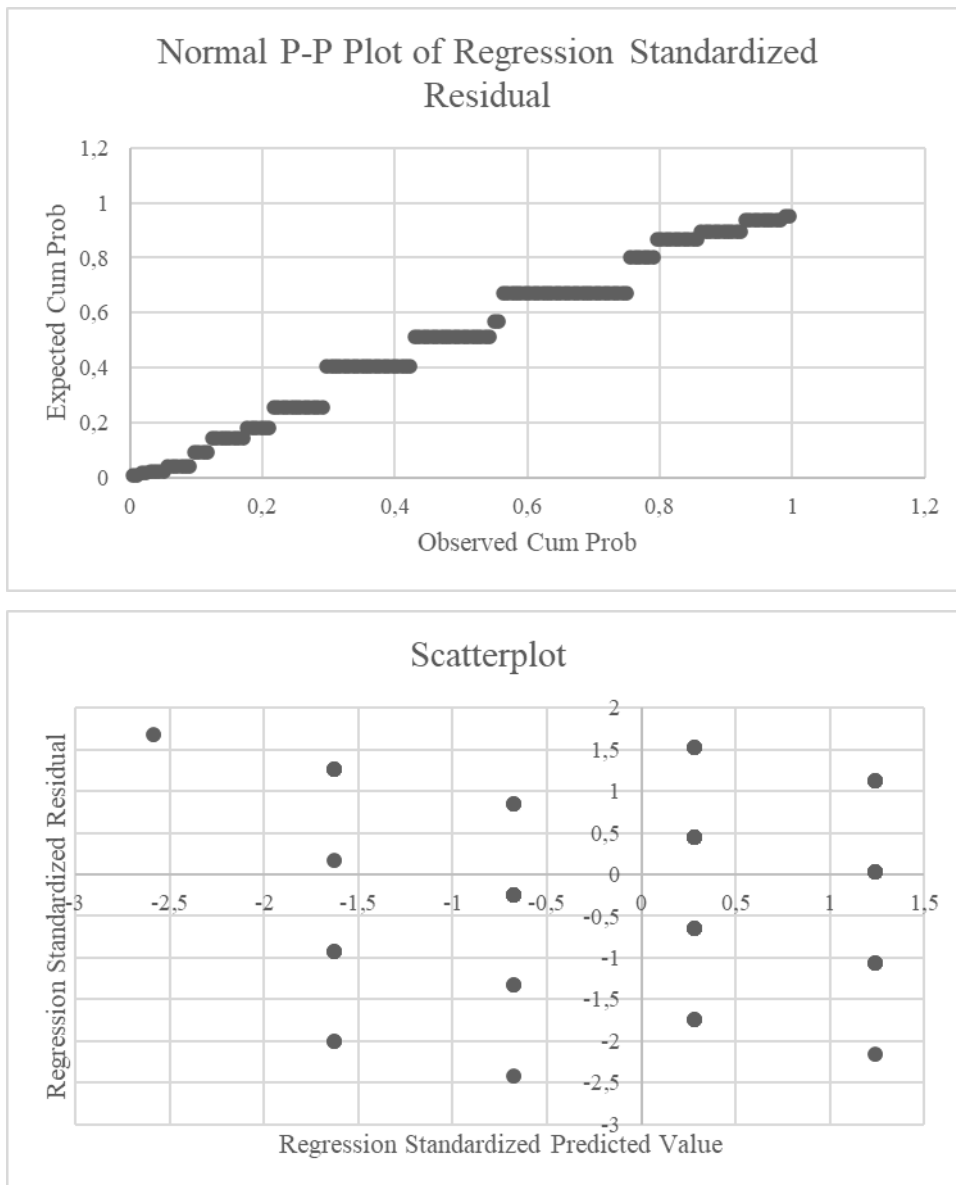 Normal P-P Plot of Regression Standardized
Residual
Expected Cum Prob
1,2
1
0,8
0,6
0,4
0,2
0
0 0,2 0,4 0,6 0,8 1 1,2
Observed Cum Prob
Scatterplot
Regression Standardized Residual
2
1,5
1
0,5
0
-3 -2,5 -2 -1,5 -1 -0,5 0 0,5 1 1,5
-0,5
-1
-1,5
-2
-2,5
-3
Regression Standardized Predicted Value